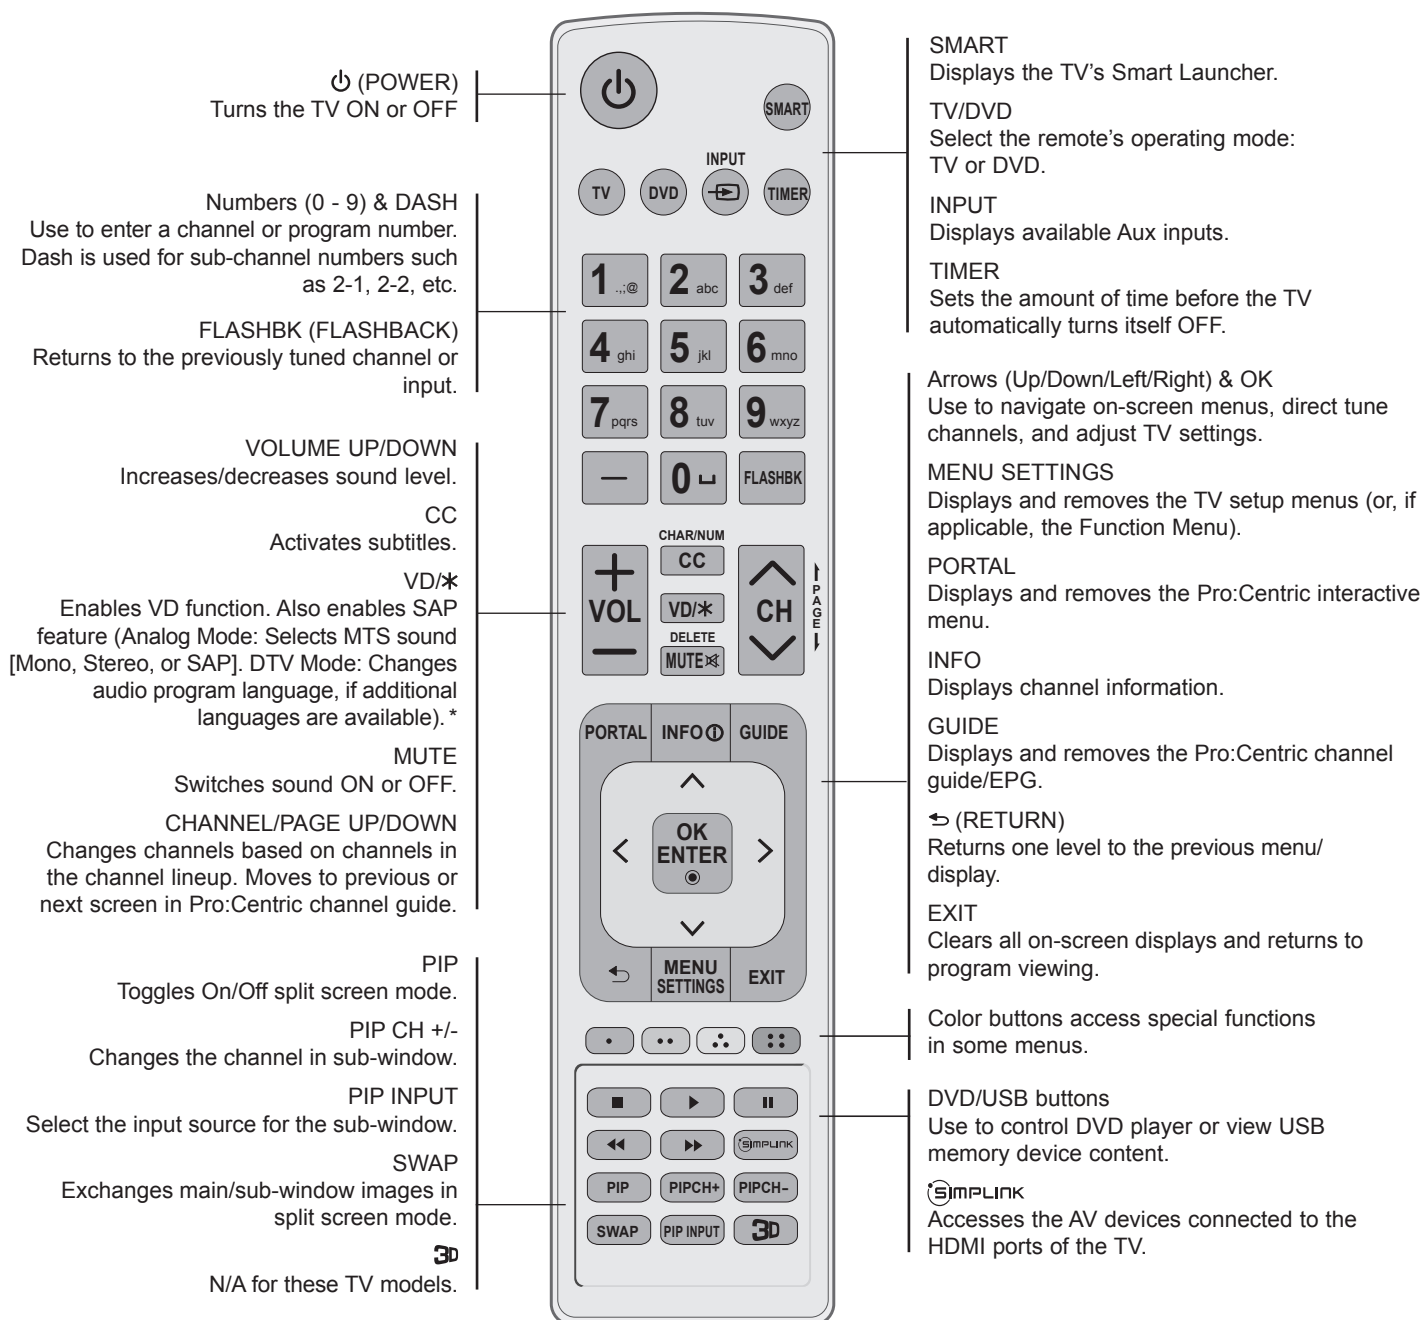 ⏻ (POWER)
Turns the TV ON or OFF
Numbers (0 - 9) & DASH
Use to enter a channel or program number.
Dash is used for sub-channel numbers such
as 2-1, 2-2, etc.
FLASHBK (FLASHBACK)
Returns to the previously tuned channel or
input.
VOLUME UP/DOWN
Increases/decreases sound level.
CC
Activates subtitles.
VD/*
Enables VD function. Also enables SAP
feature (Analog Mode: Selects MTS sound
[Mono, Stereo, or SAP]. DTV Mode: Changes
audio program language, if additional
languages are available). *
MUTE
Switches sound ON or OFF.
CHANNEL/PAGE UP/DOWN
Changes channels based on channels in
the channel lineup. Moves to previous or
next screen in Pro:Centric channel guide.
PIP
Toggles On/Off split screen mode.
PIP CH +/-
Changes the channel in sub-window.
PIP INPUT
Select the input source for the sub-window.
SWAP
Exchanges main/sub-window images in
split screen mode.
3D
N/A for these TV models.
SMART
INPUT
TV DVD TIMER
1 .,;@ 2 abc 3 def
4 ghi 5 jkl 6 mno
7 pqrs 8 tuv 9 wxyz
— 0 FLASHBK
CHAR/NUM
CC
+
VOL
—
VD/*
DELETE
MUTE
CH
PAGE
PORTAL INFO GUIDE
OK
ENTER
MENU
SETTINGS
EXIT
SIMPLINK
PIP PIPCH+ PIPCH-
SWAP PIP INPUT 3D
SMART
Displays the TV's Smart Launcher.
TV/DVD
Select the remote's operating mode:
TV or DVD.
INPUT
Displays available Aux inputs.
TIMER
Sets the amount of time before the TV
automatically turns itself OFF.
Arrows (Up/Down/Left/Right) & OK
Use to navigate on-screen menus, direct tune
channels, and adjust TV settings.
MENU SETTINGS
Displays and removes the TV setup menus (or, if
applicable, the Function Menu).
PORTAL
Displays and removes the Pro:Centric interactive
menu.
INFO
Displays channel information.
GUIDE
Displays and removes the Pro:Centric channel
guide/EPG.
⮌ (RETURN)
Returns one level to the previous menu/
display.
EXIT
Clears all on-screen displays and returns to
program viewing.
Color buttons access special functions
in some menus.
DVD/USB buttons
Use to control DVD player or view USB
memory device content.
SIMPLINK
Accesses the AV devices connected to the
HDMI ports of the TV.